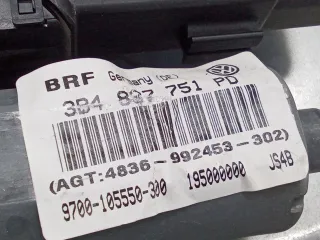 BRF Germany (DE)
3B4 837 751 PD
(AGT:4836-992453-302)
9700-105550-300 195000000 JS4B